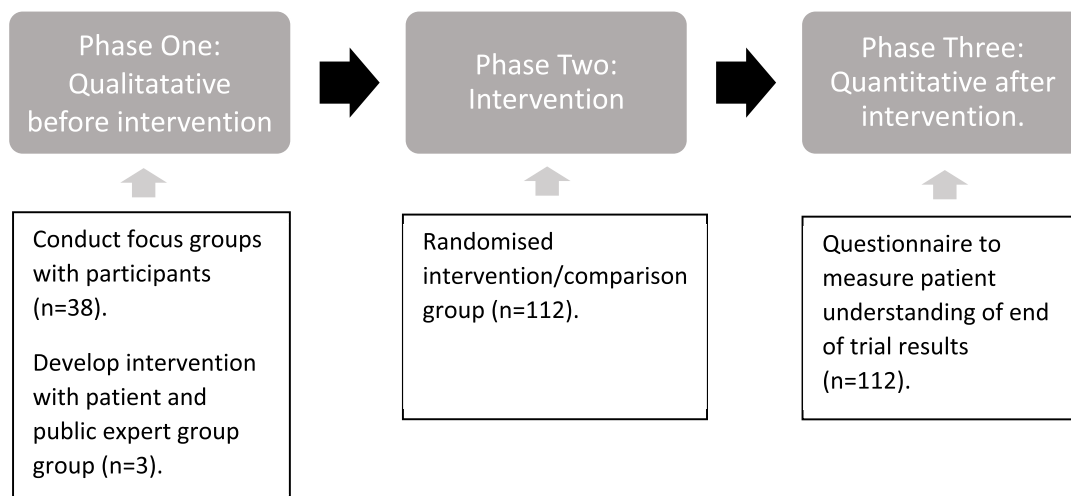 Phase One:
Qualitatative
before intervention
Phase Two:
Intervention
Phase Three:
Quantitative after
intervention.
Conduct focus groups
with participants
(n=38).
Develop intervention
with patient and
public expert group
group (n=3).
Randomised
intervention/comparison
group (n=112).
Questionnaire to
measure patient
understanding of end
of trial results
(n=112).